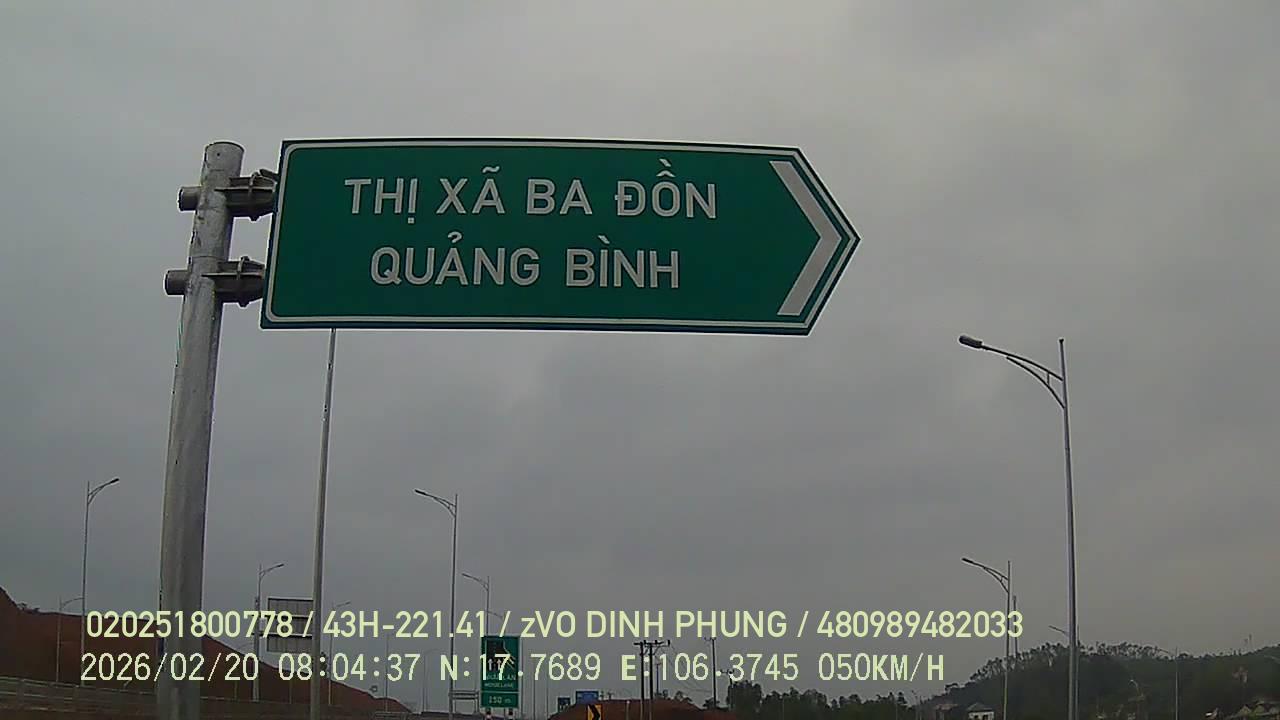 THỊ XÃ BA ĐỒN
QUẢNG BÌNH
150 m
020251800778 / 43H-221.41 / zVO DINH PHUNG / 480989482033
2026/02/20 08:04:37 N:17.7689 E:106.3745 050KM/H